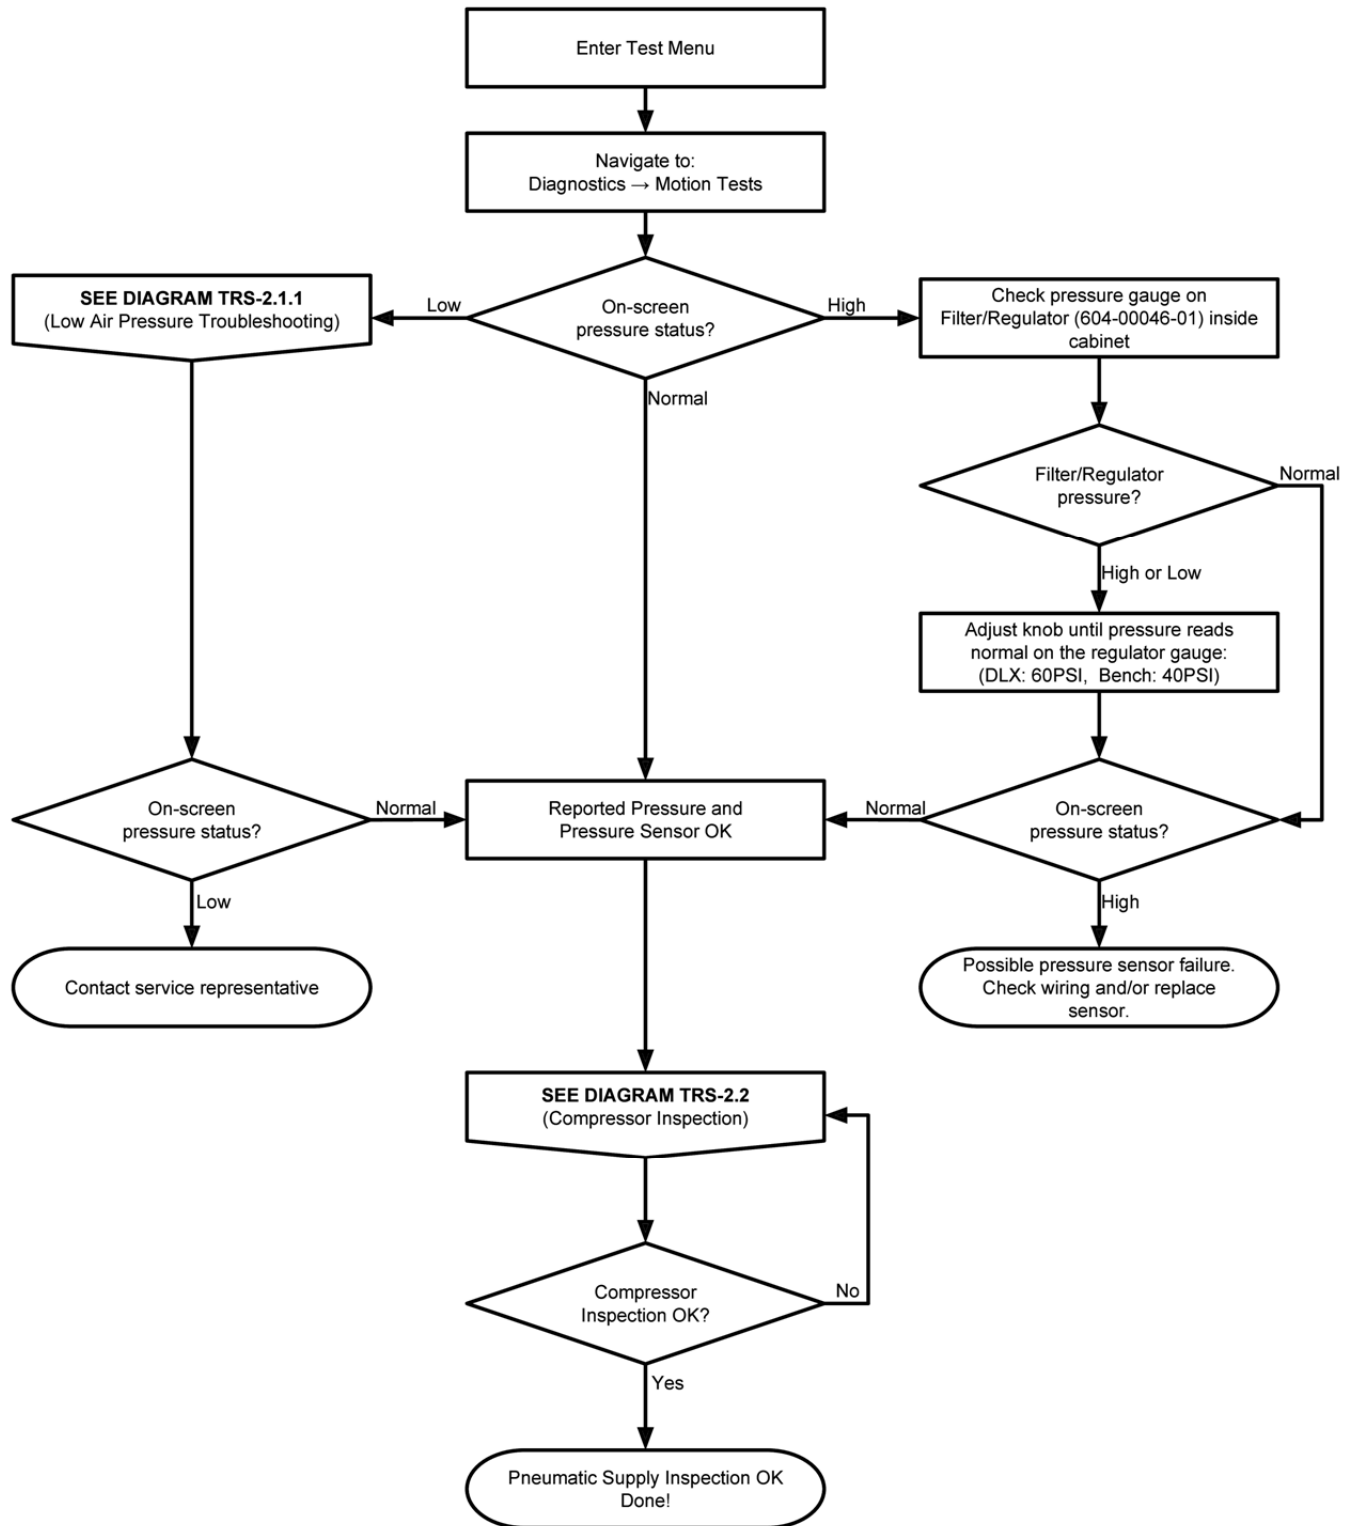 Enter Test Menu
Navigate to:
Diagnostics → Motion Tests
SEE DIAGRAM TRS-2.1.1
(Low Air Pressure Troubleshooting)
Low
On-screen
pressure status?
High
Check pressure gauge on
Filter/Regulator (604-00046-01) inside
cabinet
Normal
Filter/Regulator
pressure?
Normal
High or Low
Adjust knob until pressure reads
normal on the regulator gauge:
(DLX: 60PSI, Bench: 40PSI)
On-screen
pressure status?
Normal
Reported Pressure and
Pressure Sensor OK
Normal
On-screen
pressure status?
Low
High
Contact service representative
Possible pressure sensor failure.
Check wiring and/or replace
sensor.
SEE DIAGRAM TRS-2.2
(Compressor Inspection)
Compressor
Inspection OK?
No
Yes
Pneumatic Supply Inspection OK
Done!